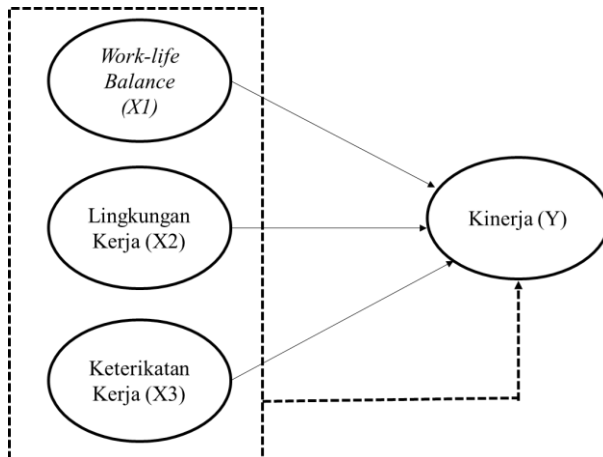 Work-life
Balance
(X1)
Lingkungan
Kerja (X2)
Kinerja (Y)
Keterikatan
Kerja (X3)